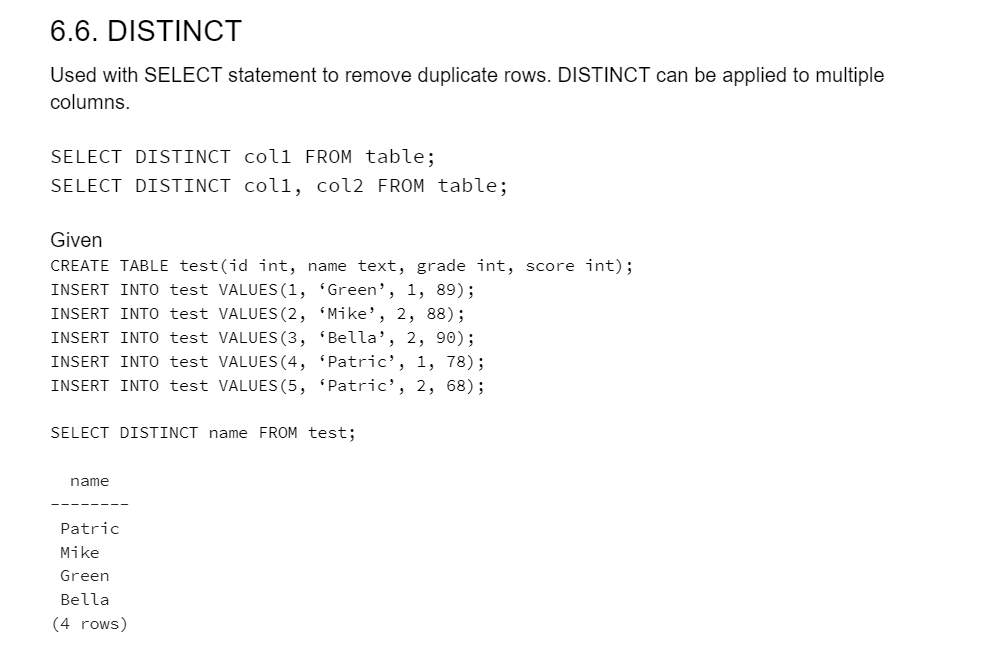 6.6. DISTINCT
Used with SELECT statement to remove duplicate rows. DISTINCT can be applied to multiple
columns.
SELECT DISTINCT col1 FROM table;
SELECT DISTINCT col1, col2 FROM table;
Given
CREATE TABLE test(id int, name text, grade int, score int);
INSERT INTO test VALUES(1, ‘Green’, 1, 89);
INSERT INTO test VALUES(2, ‘Mike’, 2, 88);
INSERT INTO test VALUES(3, ‘Bella’, 2, 90);
INSERT INTO test VALUES(4, ‘Patric’, 1, 78);
INSERT INTO test VALUES(5, ‘Patric’, 2, 68);
SELECT DISTINCT name FROM test;
name
--------
Patric
Mike
Green
Bella
(4 rows)